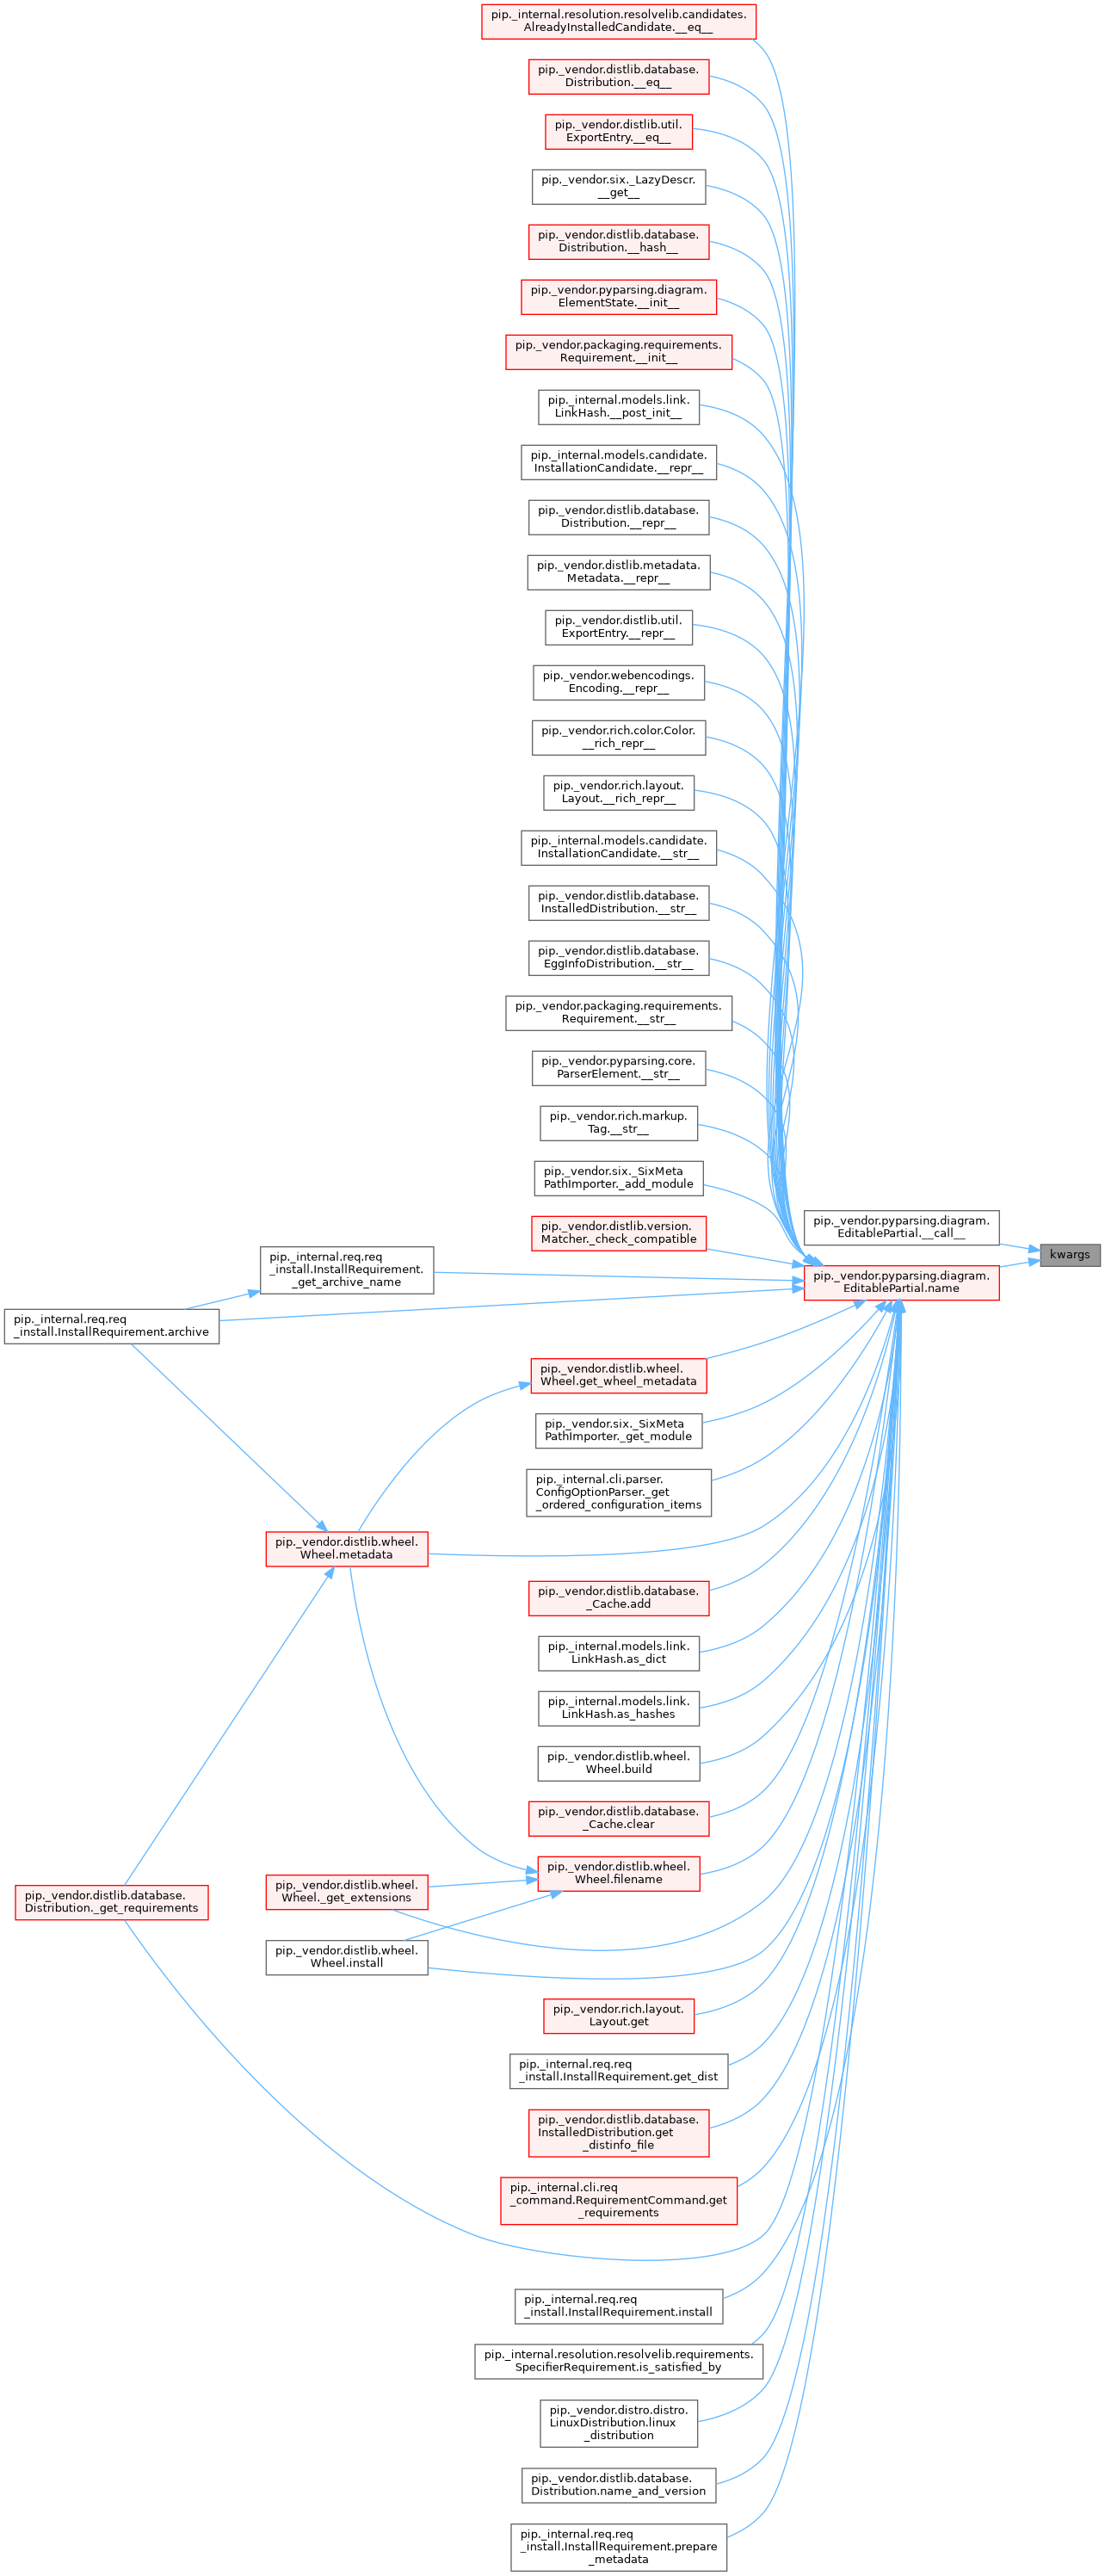 pip._internal.resolution.resolvelib.candidates.
AlreadyInstalledCandidate.__eq__
pip._vendor.distlib.database.
Distribution.__eq__
pip._vendor.distlib.util.
ExportEntry.__eq__
pip._vendor.six._LazyDescr.
__get__
pip._vendor.distlib.database.
Distribution.__hash__
pip._vendor.pyparsing.diagram.
ElementState.__init__
pip._vendor.packaging.requirements.
Requirement.__init__
pip._internal.models.link.
LinkHash.__post_init__
pip._internal.models.candidate.
InstallationCandidate.__repr__
pip._vendor.distlib.database.
Distribution.__repr__
pip._vendor.distlib.metadata.
Metadata.__repr__
pip._vendor.distlib.util.
ExportEntry.__repr__
pip._vendor.webencodings.
Encoding.__repr__
pip._vendor.rich.color.Color.
__rich_repr__
pip._vendor.rich.layout.
Layout.__rich_repr__
pip._internal.models.candidate.
InstallationCandidate.__str__
pip._vendor.distlib.database.
InstalledDistribution.__str__
pip._vendor.distlib.database.
EggInfoDistribution.__str__
pip._vendor.packaging.requirements.
Requirement.__str__
pip._vendor.pyparsing.core.
ParserElement.__str__
pip._vendor.rich.markup.
Tag.__str__
pip._vendor.six._SixMeta
PathImporter._add_module
pip._vendor.pyparsing.diagram.
EditablePartial.__call__
kwargs
pip._vendor.distlib.version.
Matcher._check_compatible
pip._internal.req.req
_install.InstallRequirement.
_get_archive_name
pip._vendor.pyparsing.diagram.
EditablePartial.name
pip._internal.req.req
_install.InstallRequirement.archive
pip._vendor.distlib.wheel.
Wheel.get_wheel_metadata
pip._vendor.six._SixMeta
PathImporter._get_module
pip._internal.cli.parser.
ConfigOptionParser._get
_ordered_configuration_items
pip._vendor.distlib.wheel.
Wheel.metadata
pip._vendor.distlib.database.
_Cache.add
pip._internal.models.link.
LinkHash.as_dict
pip._internal.models.link.
LinkHash.as_hashes
pip._vendor.distlib.wheel.
Wheel.build
pip._vendor.distlib.database.
_Cache.clear
pip._vendor.distlib.wheel.
Wheel.filename
pip._vendor.distlib.wheel.
Wheel._get_extensions
pip._vendor.distlib.database.
Distribution._get_requirements
pip._vendor.distlib.wheel.
Wheel.install
pip._vendor.rich.layout.
Layout.get
pip._internal.req.req
_install.InstallRequirement.get_dist
pip._vendor.distlib.database.
InstalledDistribution.get
_distinfo_file
pip._internal.cli.req
_command.RequirementCommand.get
_requirements
pip._internal.req.req
_install.InstallRequirement.install
pip._internal.resolution.resolvelib.requirements.
SpecifierRequirement.is_satisfied_by
pip._vendor.distro.distro.
LinuxDistribution.linux
_distribution
pip._vendor.distlib.database.
Distribution.name_and_version
pip._internal.req.req
_install.InstallRequirement.prepare
_metadata